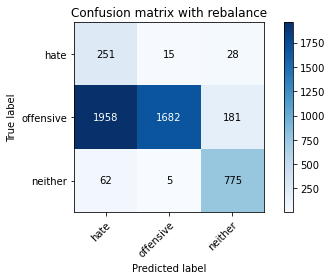 Confusion matrix with rebalance
True label
hate
offensive
neither
251 15 28
1958 1682 181
62 5 775
hate
offensive
neither
Predicted label
1750
1500
1250
1000
750
500
250